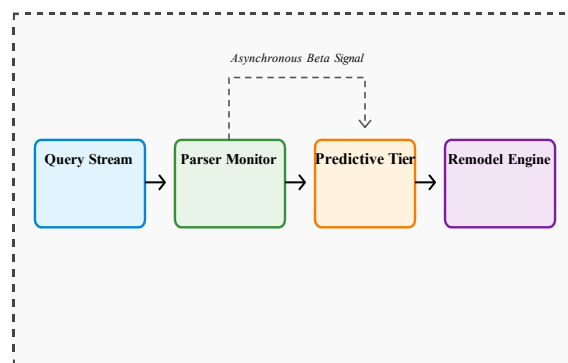 Asynchronous Beta Signal
Query Stream
Parser Monitor
Predictive Tier
Remodel Engine